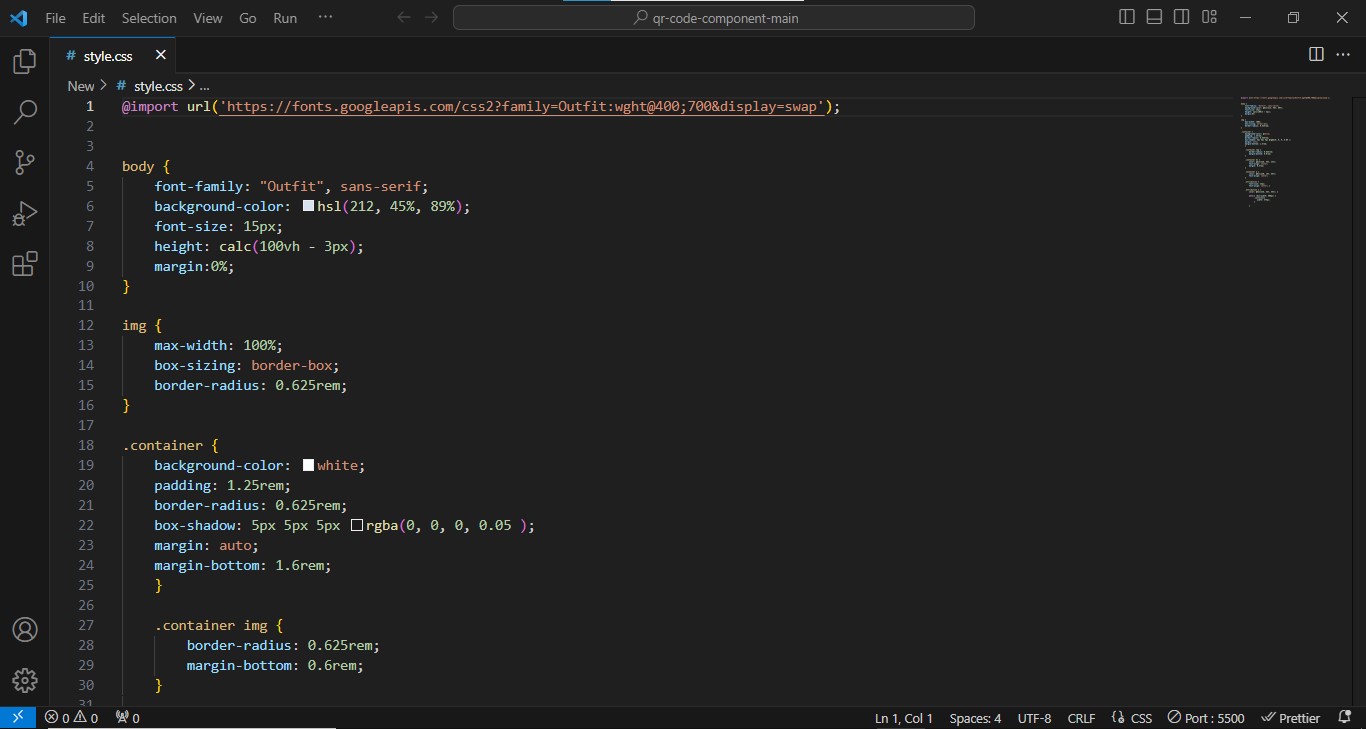 File Edit Selection View Go Run ··· qr-code-component-main
# style.css
New > # style.css > ...
1 @import url('https://fonts.googleapis.com/css2?family=Outfit:wght@400;700&display=swap');
2
3
4 body {
5 font-family: "Outfit", sans-serif;
6 background-color: hsl(212, 45%, 89%);
7 font-size: 15px;
8 height: calc(100vh - 3px);
9 margin:0%;
10 }
11
12 img {
13 max-width: 100%;
14 box-sizing: border-box;
15 border-radius: 0.625rem;
16 }
17
18 .container {
19 background-color: white;
20 padding: 1.25rem;
21 border-radius: 0.625rem;
22 box-shadow: 5px 5px 5px rgba(0, 0, 0, 0.05 );
23 margin: auto;
24 margin-bottom: 1.6rem;
25 }
26
27 .container img {
28 border-radius: 0.625rem;
29 margin-bottom: 0.6rem;
30 }
31
0 0 0 Ln 1, Col 1 Spaces: 4 UTF-8 CRLF {} CSS Port : 5500 Prettier